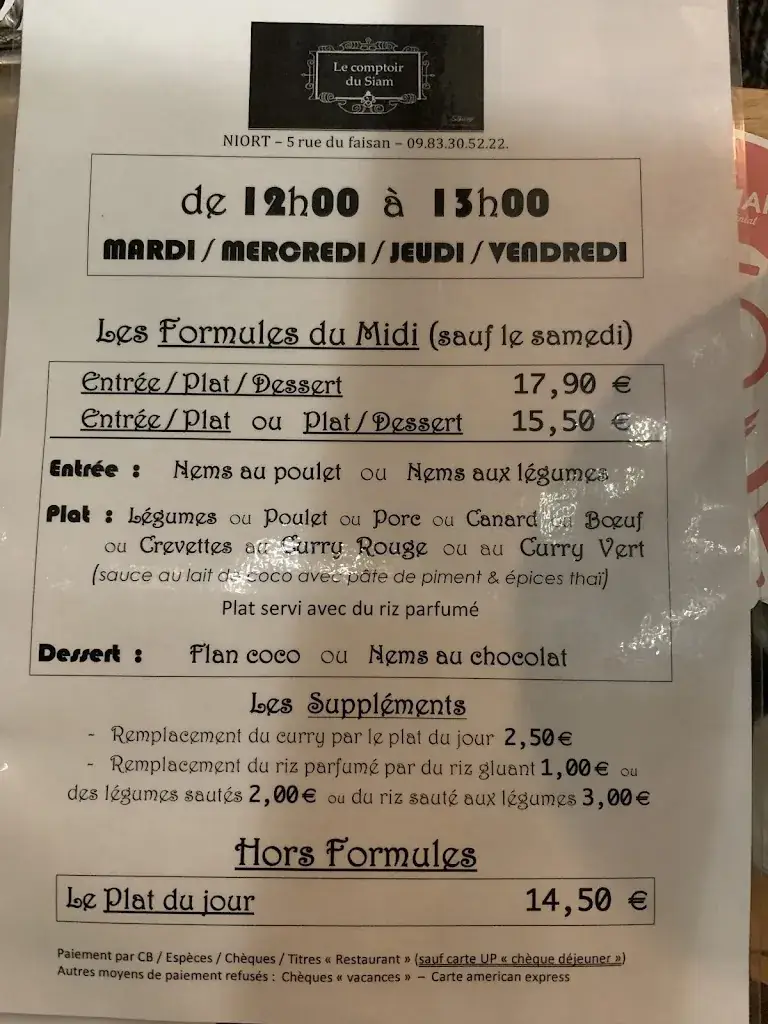 Le comptoir
du Siam
NIORT – 5 rue du faisan – 09.83.30.52.22.
de 12h00 à 13h00
MARDI / MERCREDI / JEUDI / VENDREDI
Les Formules du Midi (sauf le samedi)
Entrée / Plat / Dessert 17,90 €
Entrée / Plat ou Plat / Dessert 15,50 €
Entrée : Nems au poulet ou Nems aux légumes
Plat : Légumes ou Poulet ou Porc ou Canard ou Bœuf
ou Crevettes au Curry Rouge ou au Curry Vert
(sauce au lait de coco avec pâte de piment & épices thaï)
Plat servi avec du riz parfumé
Dessert : Flan coco ou Nems au chocolat
Les Suppléments
- Remplacement du curry par le plat du jour 2,50€
- Remplacement du riz parfumé par du riz gluant 1,00€ ou
des légumes sautés 2,00€ ou du riz sauté aux légumes 3,00€
Hors Formules
Le Plat du jour 14,50 €
Paiement par CB / Espèces / Chèques / Titres « Restaurant » (sauf carte UP « chèque déjeuner »)
Autres moyens de paiement refusés : Chèques « vacances » – Carte american express